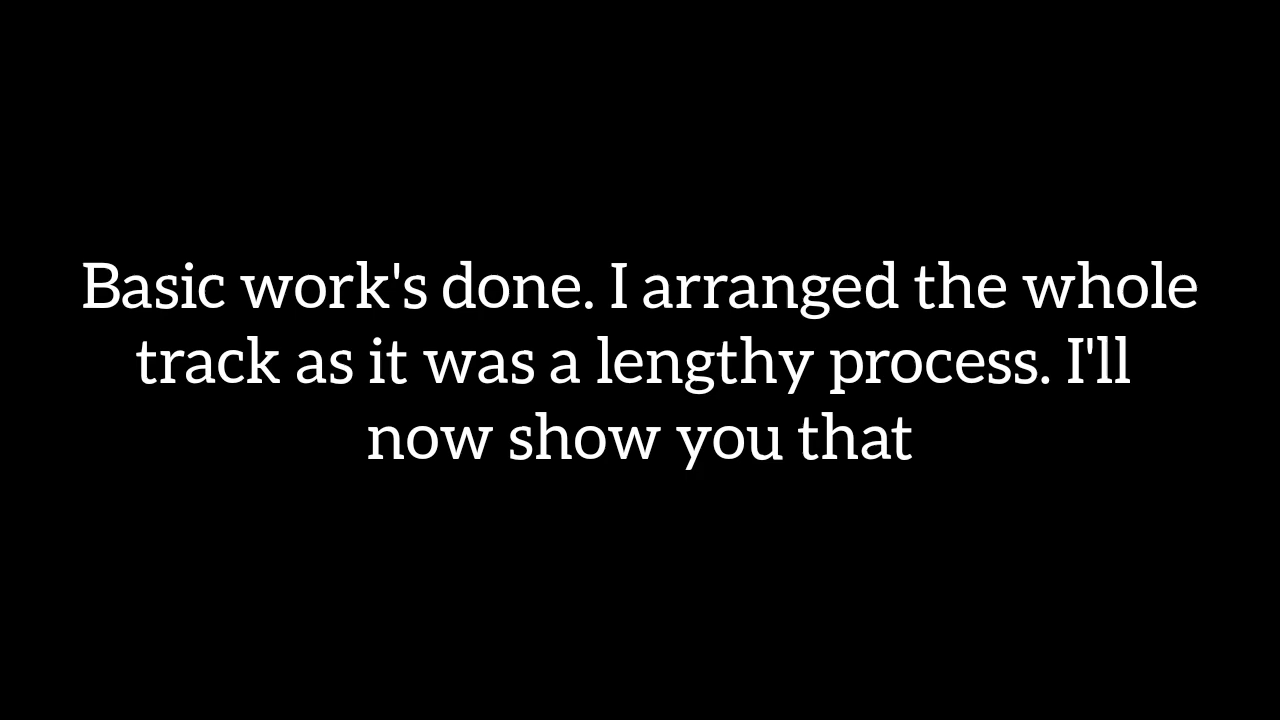 Basic work's done. I arranged the whole
track as it was a lengthy process. I'll
now show you that